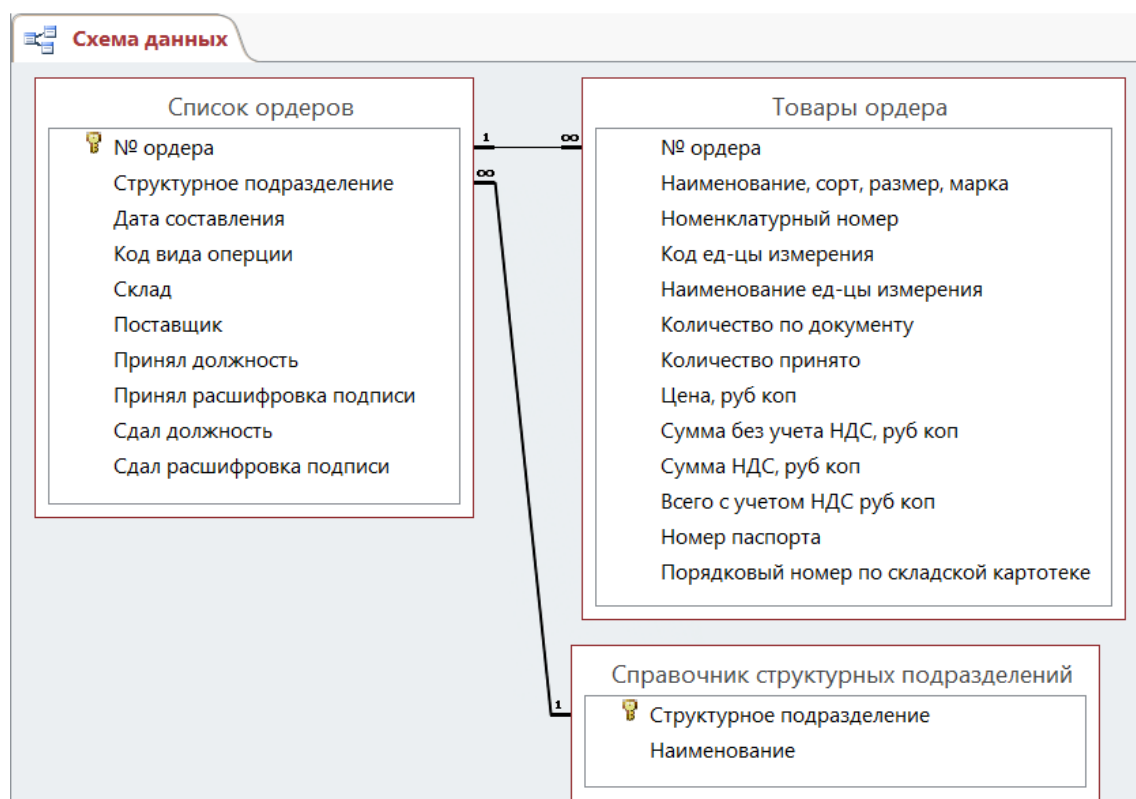 Схема данных
Список ордеров
№ ордера
Структурное подразделение
Дата составления
Код вида оперции
Склад
Поставщик
Принял должность
Принял расшифровка подписи
Сдал должность
Сдал расшифровка подписи
1
∞
∞
Товары ордера
№ ордера
Наименование, сорт, размер, марка
Номенклатурный номер
Код ед-цы измерения
Наименование ед-цы измерения
Количество по документу
Количество принято
Цена, руб коп
Сумма без учета НДС, руб коп
Сумма НДС, руб коп
Всего с учетом НДС руб коп
Номер паспорта
Порядковый номер по складской картотеке
1
Справочник структурных подразделений
Структурное подразделение
Наименование